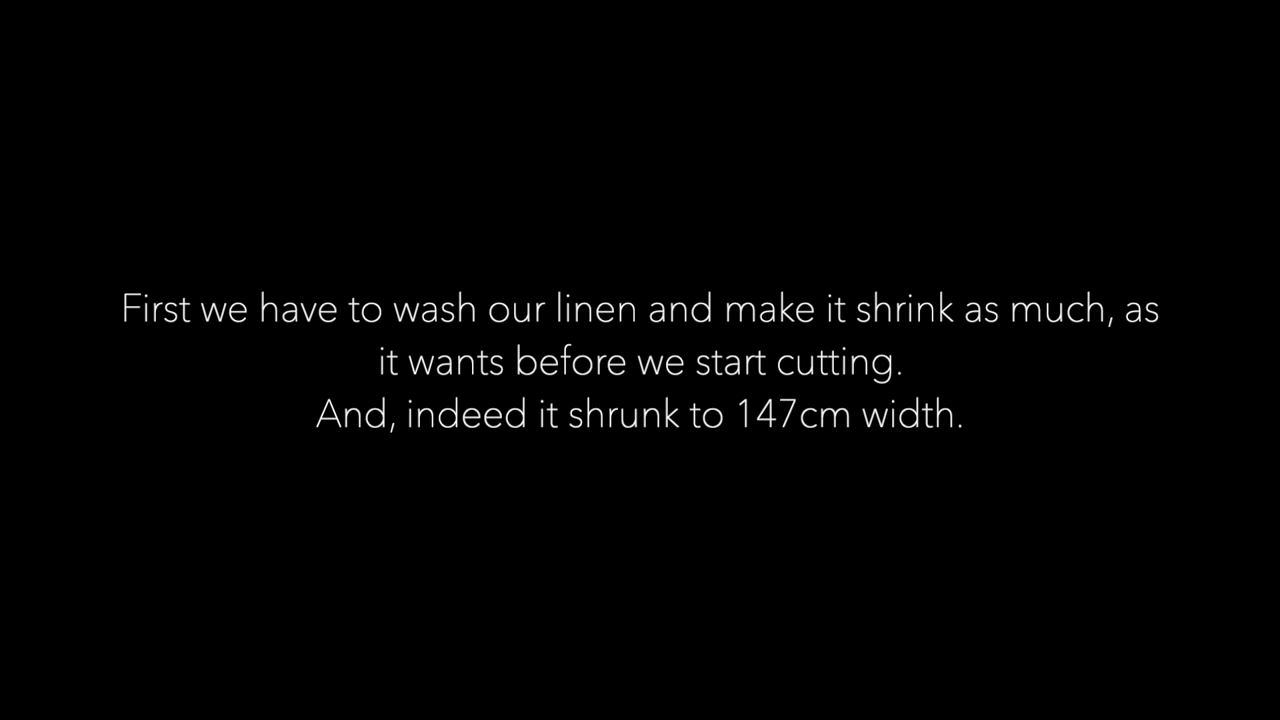 First we have to wash our linen and make it shrink as much, as
it wants before we start cutting.
And, indeed it shrunk to 147cm width.